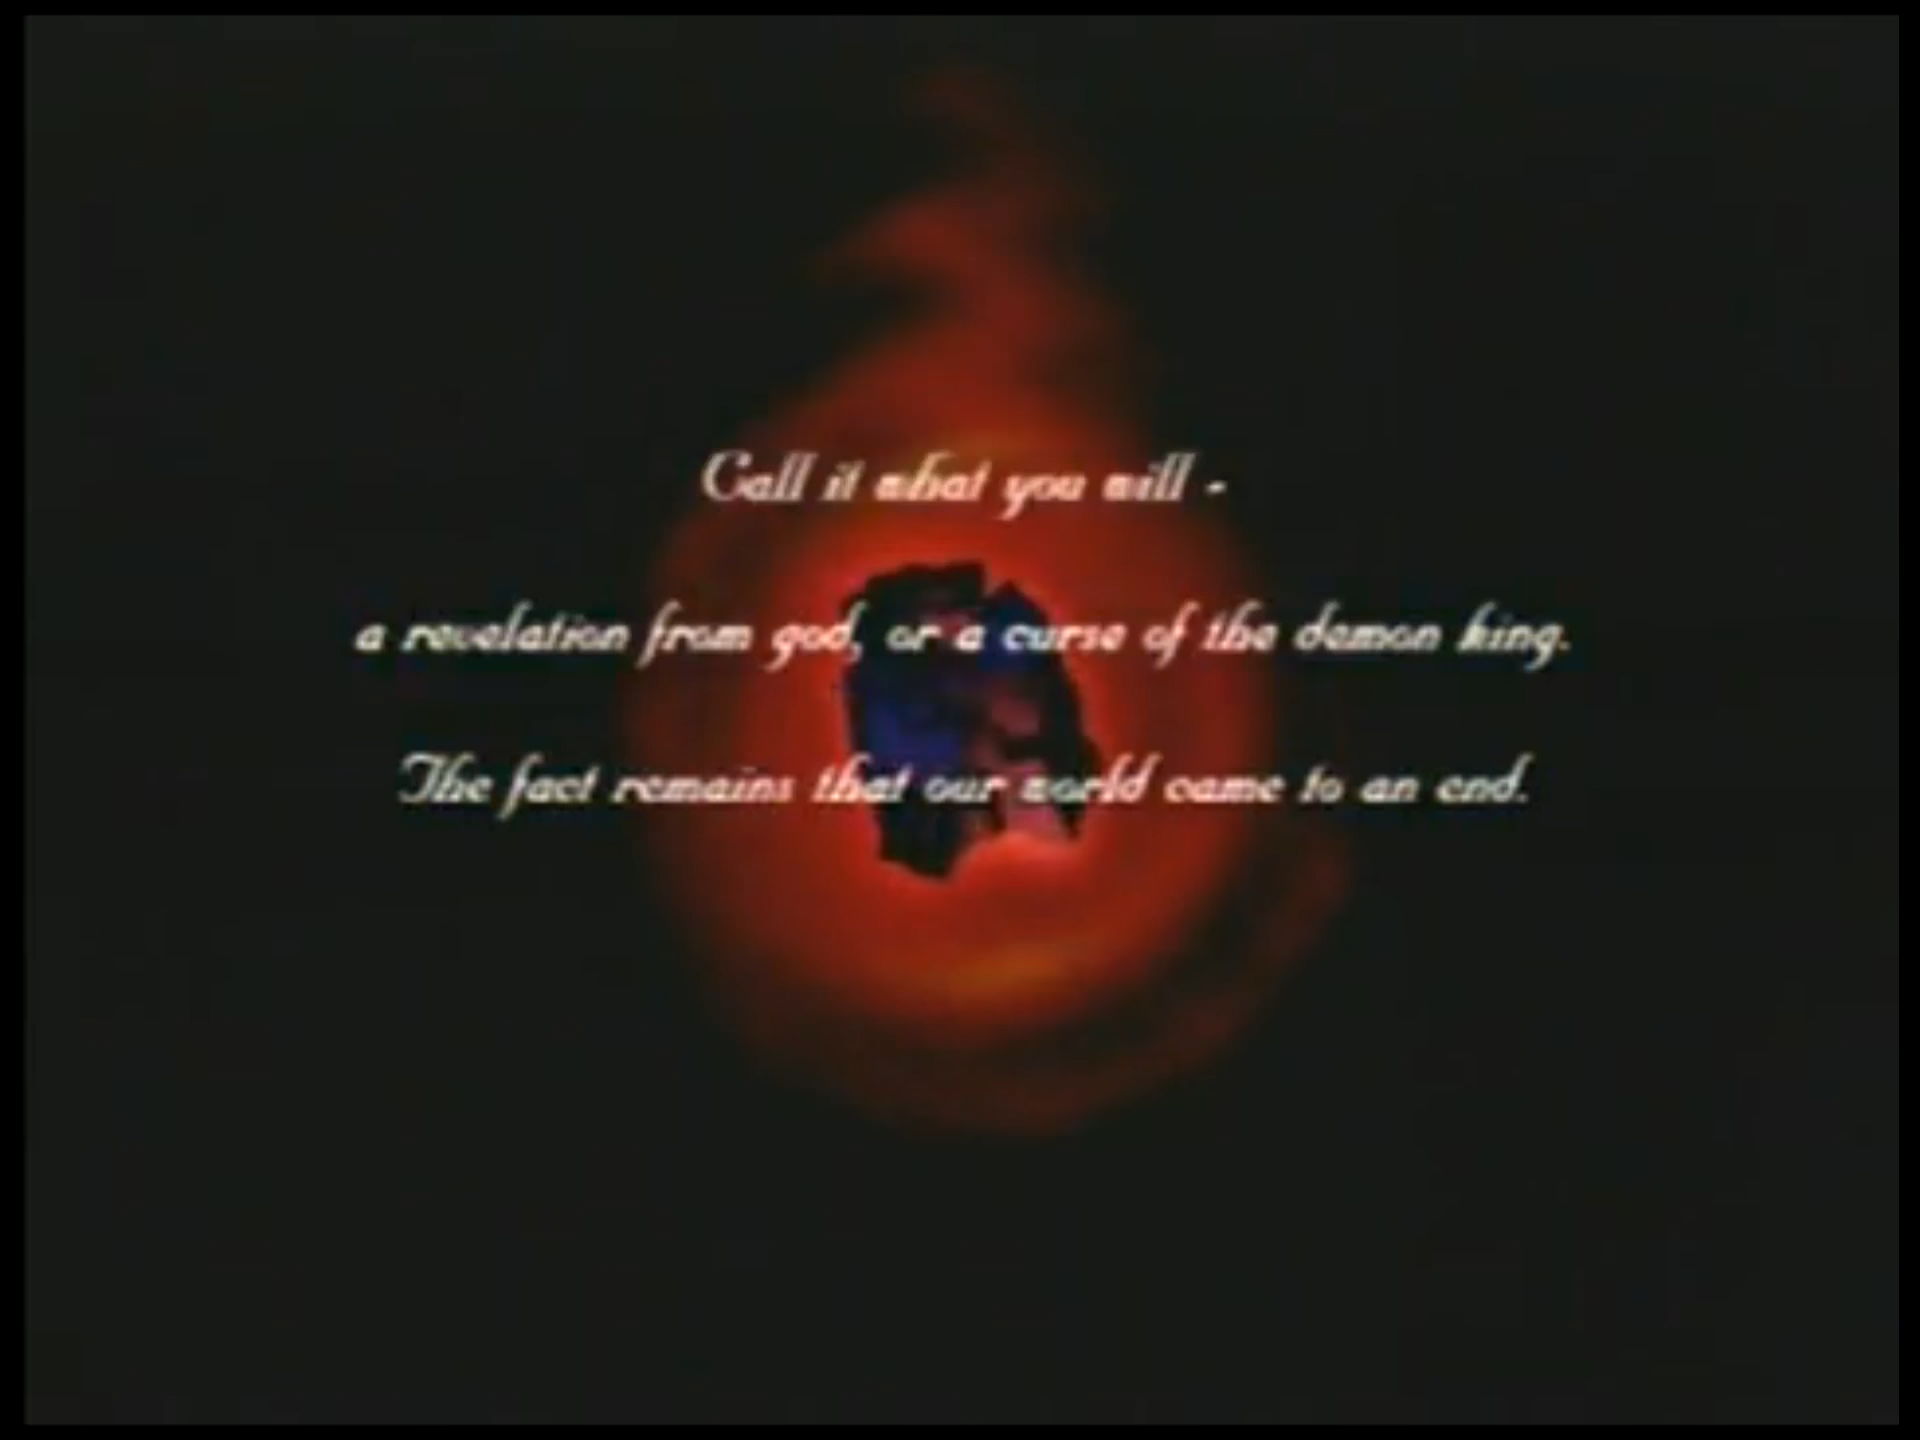 Call it what you will -
a revelation from god, or a curse of the demon king.
The fact remains that our world came to an end.